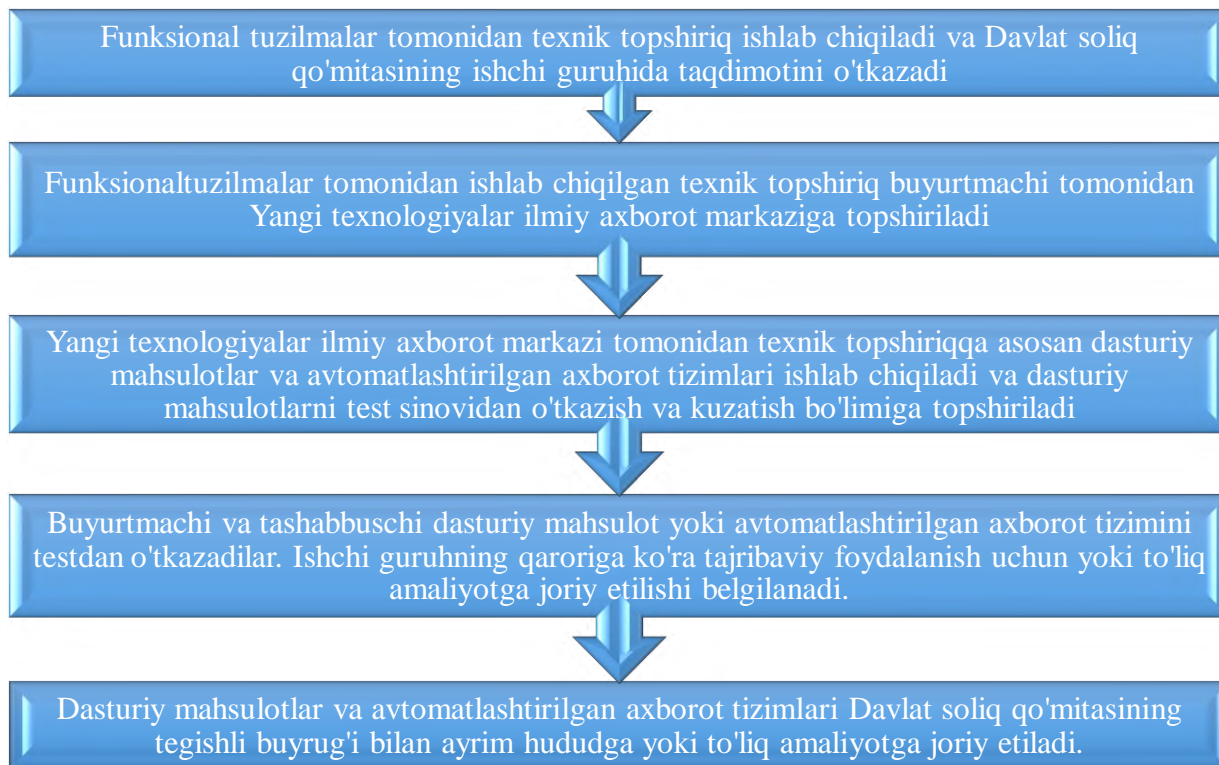 Funksional tuzilmalar tomonidan texnik topshiriq ishlab chiqiladi va Davlat soliq
qo'mitasining ishchi guruhida taqdimotini o'tkazadi
Funksionaltuzilmalar tomonidan ishlab chiqilgan texnik topshiriq buyurtmachi tomonidan
Yangi texnologiyalar ilmiy axborot markaziga topshiriladi
Yangi texnologiyalar ilmiy axborot markazi tomonidan texnik topshiriqqa asosan dasturiy
mahsulotlar va avtomatlashtirilgan axborot tizimlari ishlab chiqiladi va dasturiy
mahsulotlarni test sinovidan o'tkazish va kuzatish bo'limiga topshiriladi
Buyurtmachi va tashabbuschi dasturiy mahsulot yoki avtomatlashtirilgan axborot tizimini
testdan o'tkazadilar. Ishchi guruhning qaroriga ko'ra tajribaviy foydalanish uchun yoki to'liq
amaliyotga joriy etilishi belgilanadi.
Dasturiy mahsulotlar va avtomatlashtirilgan axborot tizimlari Davlat soliq qo'mitasining
tegishli buyrug'i bilan ayrim hududga yoki to'liq amaliyotga joriy etiladi.